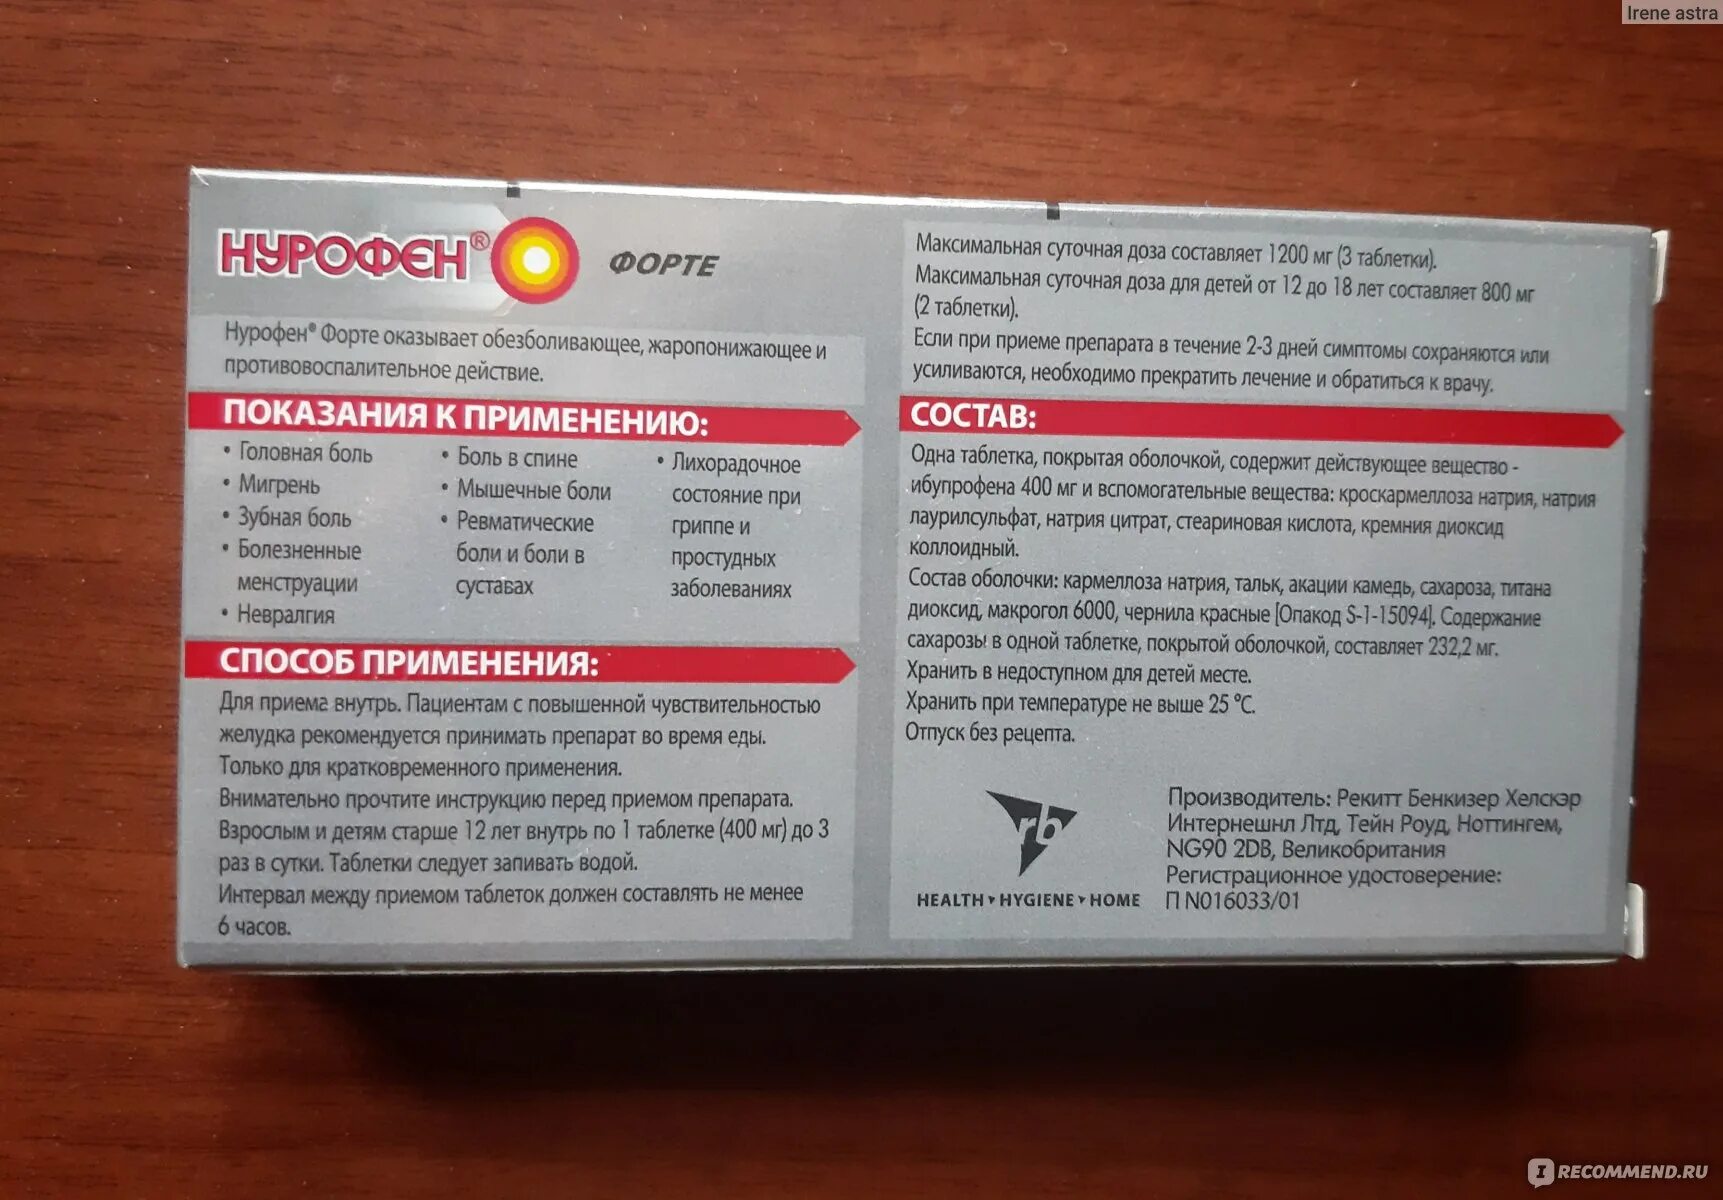 Irene astra
НУРОФЕН® ФОРТЕ
Нурофен® Форте оказывает обезболивающее, жаропонижающее и
противовоспалительное действие.
ПОКАЗАНИЯ К ПРИМЕНЕНИЮ:
• Головная боль
• Мигрень
• Зубная боль
• Болезненные
менструации
• Невралгия
• Боль в спине
• Мышечные боли
• Ревматические
боли и боли в
суставах
• Лихорадочное
состояние при
гриппе и
простудных
заболеваниях
СПОСОБ ПРИМЕНЕНИЯ:
Для приема внутрь. Пациентам с повышенной чувствительностью
желудка рекомендуется принимать препарат во время еды.
Только для кратковременного применения.
Внимательно прочтите инструкцию перед приемом препарата.
Взрослым и детям старше 12 лет внутрь по 1 таблетке (400 мг) до 3
раз в сутки. Таблетки следует запивать водой.
Интервал между приемом таблеток должен составлять не менее
6 часов.
Максимальная суточная доза составляет 1200 мг (3 таблетки).
Максимальная суточная доза для детей от 12 до 18 лет составляет 800 мг
(2 таблетки).
Если при приеме препарата в течение 2-3 дней симптомы сохраняются или
усиливаются, необходимо прекратить лечение и обратиться к врачу.
СОСТАВ:
Одна таблетка, покрытая оболочкой, содержит действующее вещество -
ибупрофена 400 мг и вспомогательные вещества: кроскармеллоза натрия, натрия
лаурилсульфат, натрия цитрат, стеариновая кислота, кремния диоксид
коллоидный.
Состав оболочки: кармеллоза натрия, тальк, акации камедь, сахароза, титана
диоксид, макрогол 6000, чернила красные [Опакод S-1-15094]. Содержание
сахарозы в одной таблетке, покрытой оболочкой, составляет 232,2 мг.
Хранить в недоступном для детей месте.
Хранить при температуре не выше 25 °С.
Отпуск без рецепта.
rb
HEALTH ▾ HYGIENE ▾ HOME
Производитель: Рекитт Бенкизер Хелскэр
Интернешнл Лтд, Тейн Роуд, Ноттингем,
NG90 2DB, Великобритания
Регистрационное удостоверение:
П N016033/01
I RECOMMEND.RU